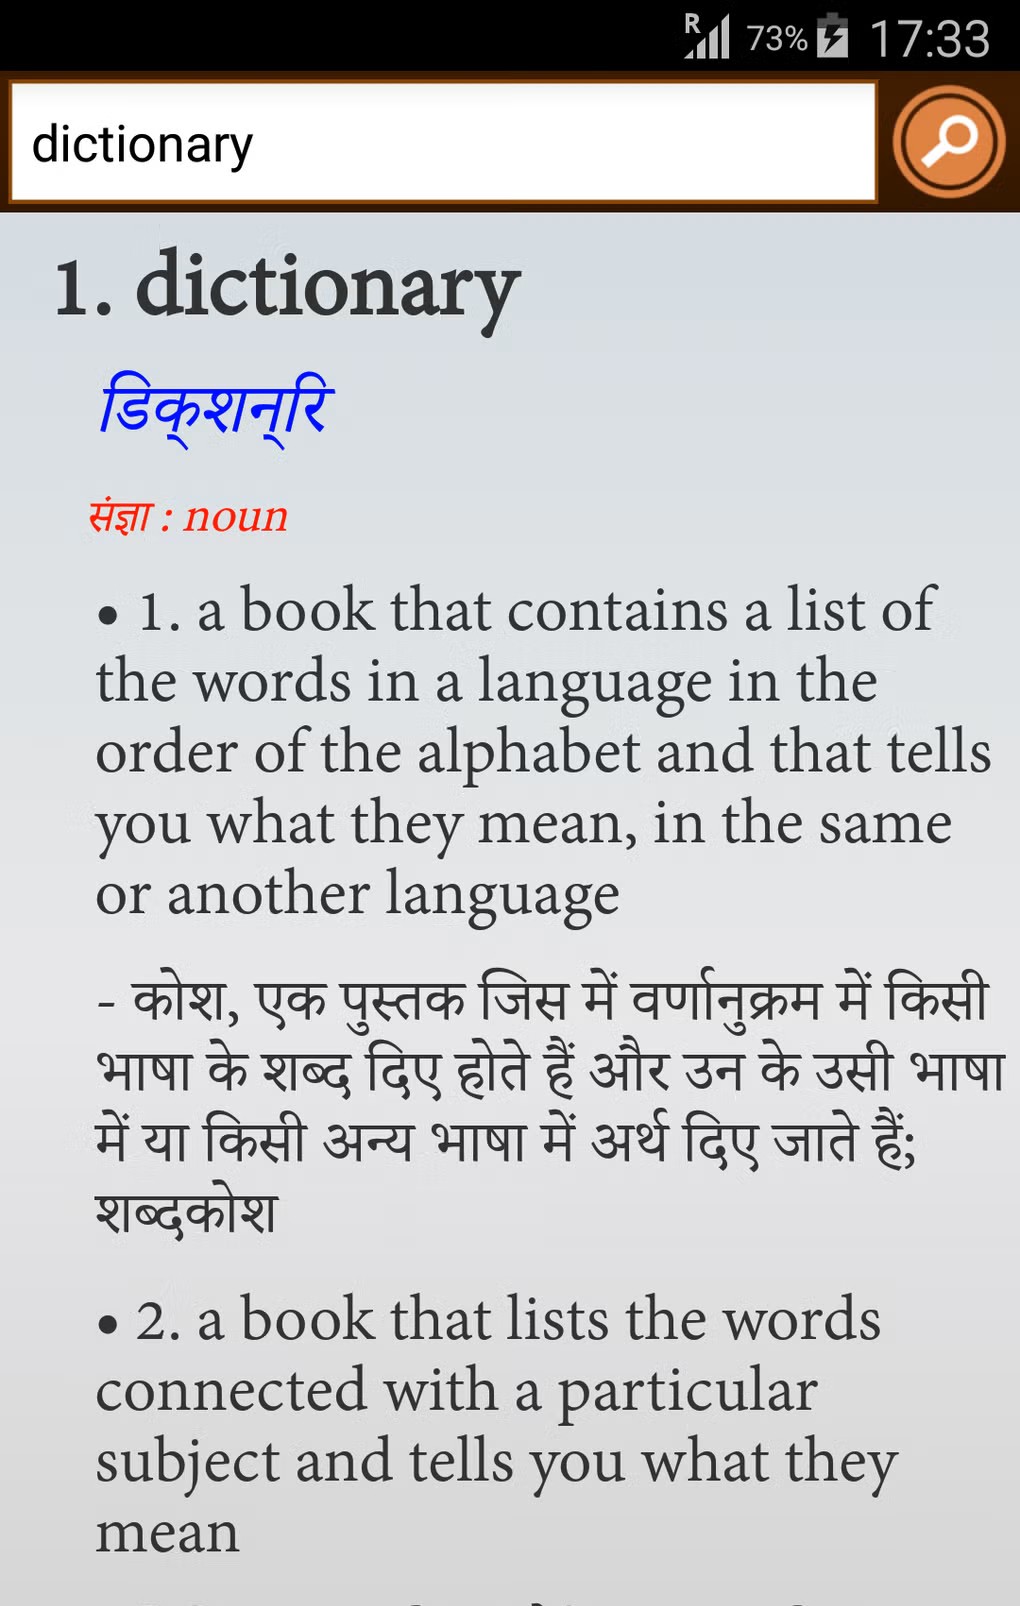 R 73% 17:33
dictionary
1. dictionary
डिक्शन्रि
संज्ञा : noun
• 1. a book that contains a list of
the words in a language in the
order of the alphabet and that tells
you what they mean, in the same
or another language
- कोश, एक पुस्तक जिस में वर्णानुक्रम में किसी
भाषा के शब्द दिए होते हैं और उन के उसी भाषा
में या किसी अन्य भाषा में अर्थ दिए जाते हैं;
शब्दकोश
• 2. a book that lists the words
connected with a particular
subject and tells you what they
mean